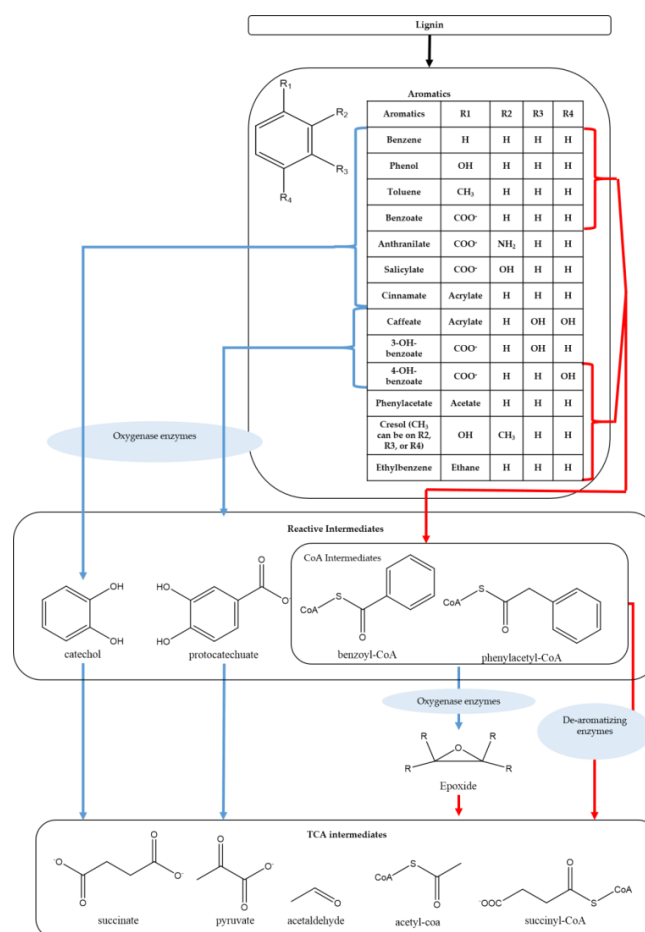 Lignin
Aromatics
R1
R2
R3
R4
Aromatics R1 R2 R3 R4
Benzene H H H H
Phenol OH H H H
Toluene CH3 H H H
Benzoate COO- H H H
Anthranilate COO- NH2 H H
Salicylate COO- OH H H
Cinnamate Acrylate H H H
Caffeate Acrylate H OH OH
3-OH-
benzoate COO- H OH H
4-OH-
benzoate COO- H H OH
Phenylacetate Acetate H H H
Cresol (CH3
can be on R2,
R3, or R4) OH CH3 H H
Ethylbenzene Ethane H H H
Oxygenase enzymes
Reactive Intermediates
CoA Intermediates
OH
OH
catechol
HO
HO
O
O-
protocatechuate
CoA
S
O
benzoyl-CoA
CoA
S
O
phenylacetyl-CoA
Oxygenase enzymes
De-aromatizing
enzymes
R
O
R
R
R
Epoxide
TCA intermediates
-O
O
O
O-
succinate
O
O
O-
pyruvate
O
acetaldehyde
CoA
S
O
acetyl-coa
-OOC
O
S
CoA
succinyl-CoA